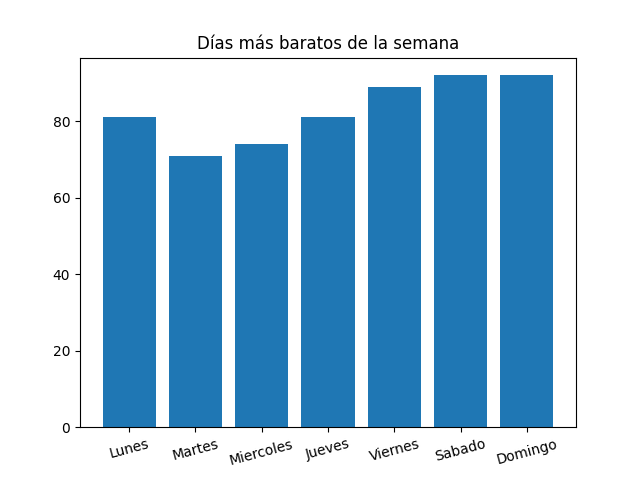 Días más baratos de la semana
80
60
40
20
0
Lunes
Martes
Miercoles
Jueves
Viernes
Sabado
Domingo